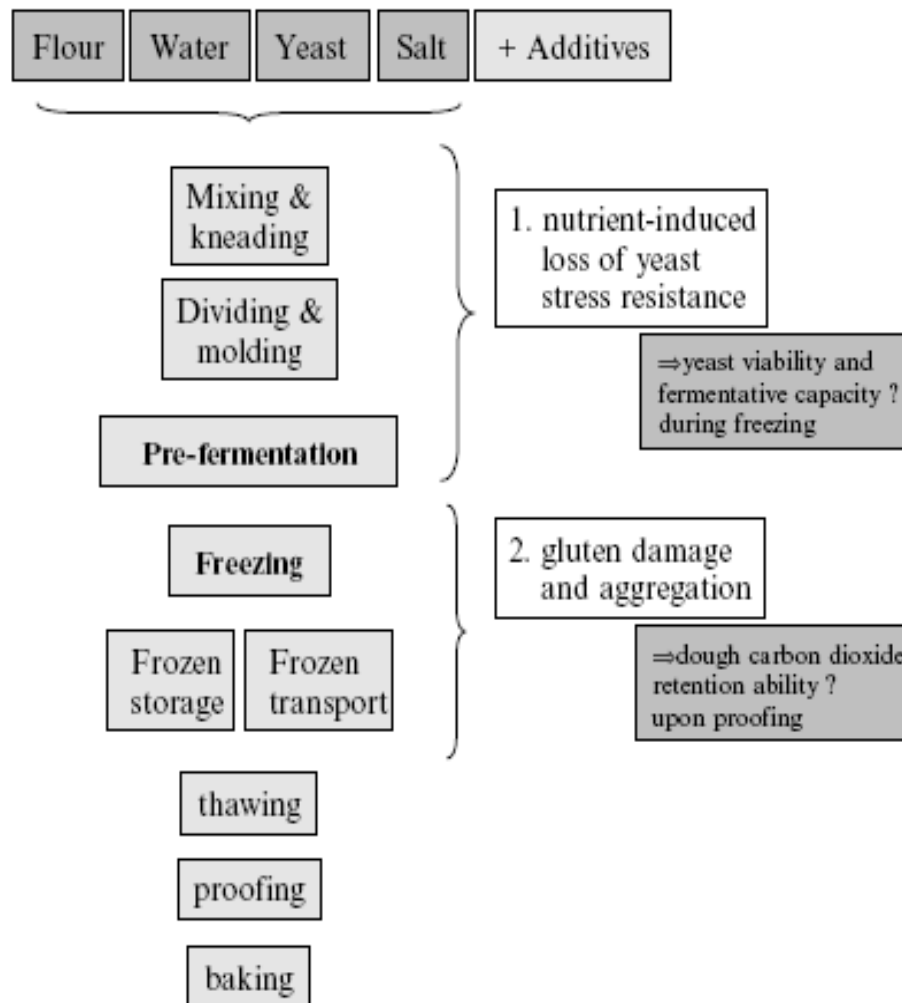 Flour Water Yeast Salt + Additives
Mixing &
kneading
Dividing &
molding
Pre-fermentation
1. nutrient-induced
loss of yeast
stress resistance
⇒yeast viability and
fermentative capacity ?
during freezing
Freezing
Frozen
storage
Frozen
transport
2. gluten damage
and aggregation
⇒dough carbon dioxide
retention ability ?
upon proofing
thawing
proofing
baking